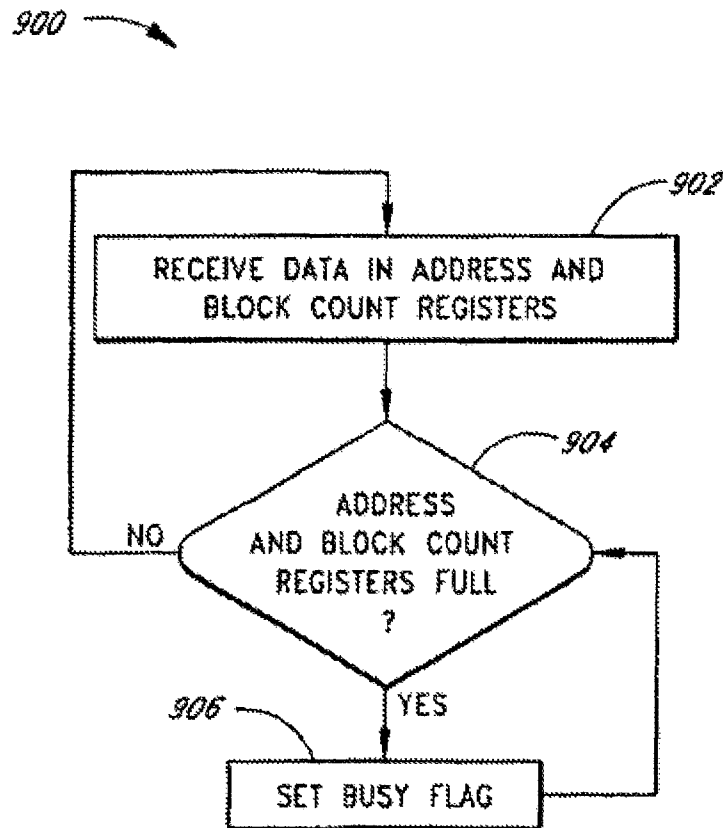 900
902
RECEIVE DATA IN ADDRESS AND
BLOCK COUNT REGISTERS
904
ADDRESS
AND BLOCK COUNT
REGISTERS FULL
?
NO
YES
906
SET BUSY FLAG